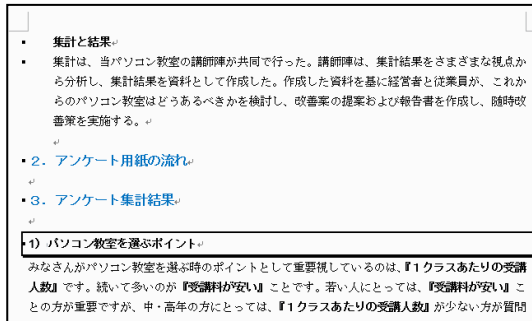 ▪ 集計と結果↵
▪ 集計は、当パソコン教室の講師陣が共同で行った。講師陣は、集計結果をさまざまな視点か
ら分析し、集計結果を資料として作成した。作成した資料を基に経営者と従業員が、これか
らのパソコン教室はどうあるべきかを検討し、改善案の提案および報告書を作成し、随時改
善策を実施する。↵
↵
▪ 2．アンケート用紙の流れ↵
↵
▪ 3．アンケート集計結果↵
↵
▪ 1）パソコン教室を選ぶポイント↵
みなさんがパソコン教室を選ぶ時のポイントとして重要視しているのは、『１クラスあたりの受講
人数』です。続いて多いのが『受講料が安い』ことです。若い人にとっては、『受講料が安い』こ
との方が重要ですが、中・高年の方にとっては、『１クラスあたりの受講人数』が少ない方が質問